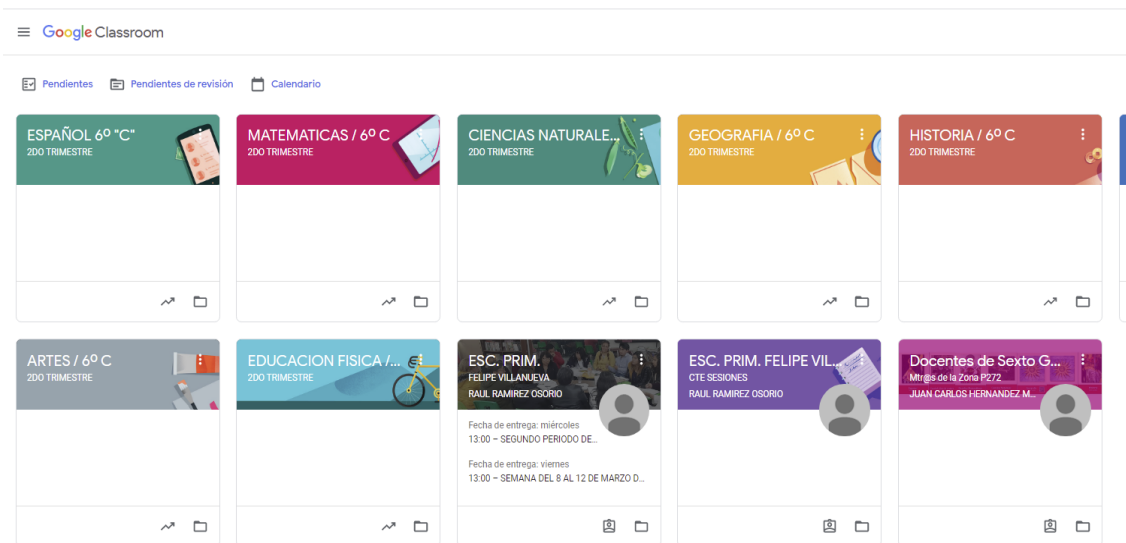 Google Classroom
Pendientes Pendientes de revisión Calendario
ESPAÑOL 6º "C"
2DO TRIMESTRE
MATEMATICAS / 6º C
2DO TRIMESTRE
CIENCIAS NATURALE...
2DO TRIMESTRE
GEOGRAFIA / 6º C
2DO TRIMESTRE
HISTORIA / 6º C
2DO TRIMESTRE
ARTES / 6º C
2DO TRIMESTRE
EDUCACION FISICA /...
2DO TRIMESTRE
ESC. PRIM.
FELIPE VILLANUEVA
RAUL RAMIREZ OSORIO
Fecha de entrega: miércoles
13:00 – SEGUNDO PERIODO DE...
Fecha de entrega: viernes
13:00 – SEMANA DEL 8 AL 12 DE MARZO D...
ESC. PRIM. FELIPE VIL...
CTE SESIONES
RAUL RAMIREZ OSORIO
Docentes de Sexto G...
Mtr@s de la Zona P272
JUAN CARLOS HERNANDEZ M...